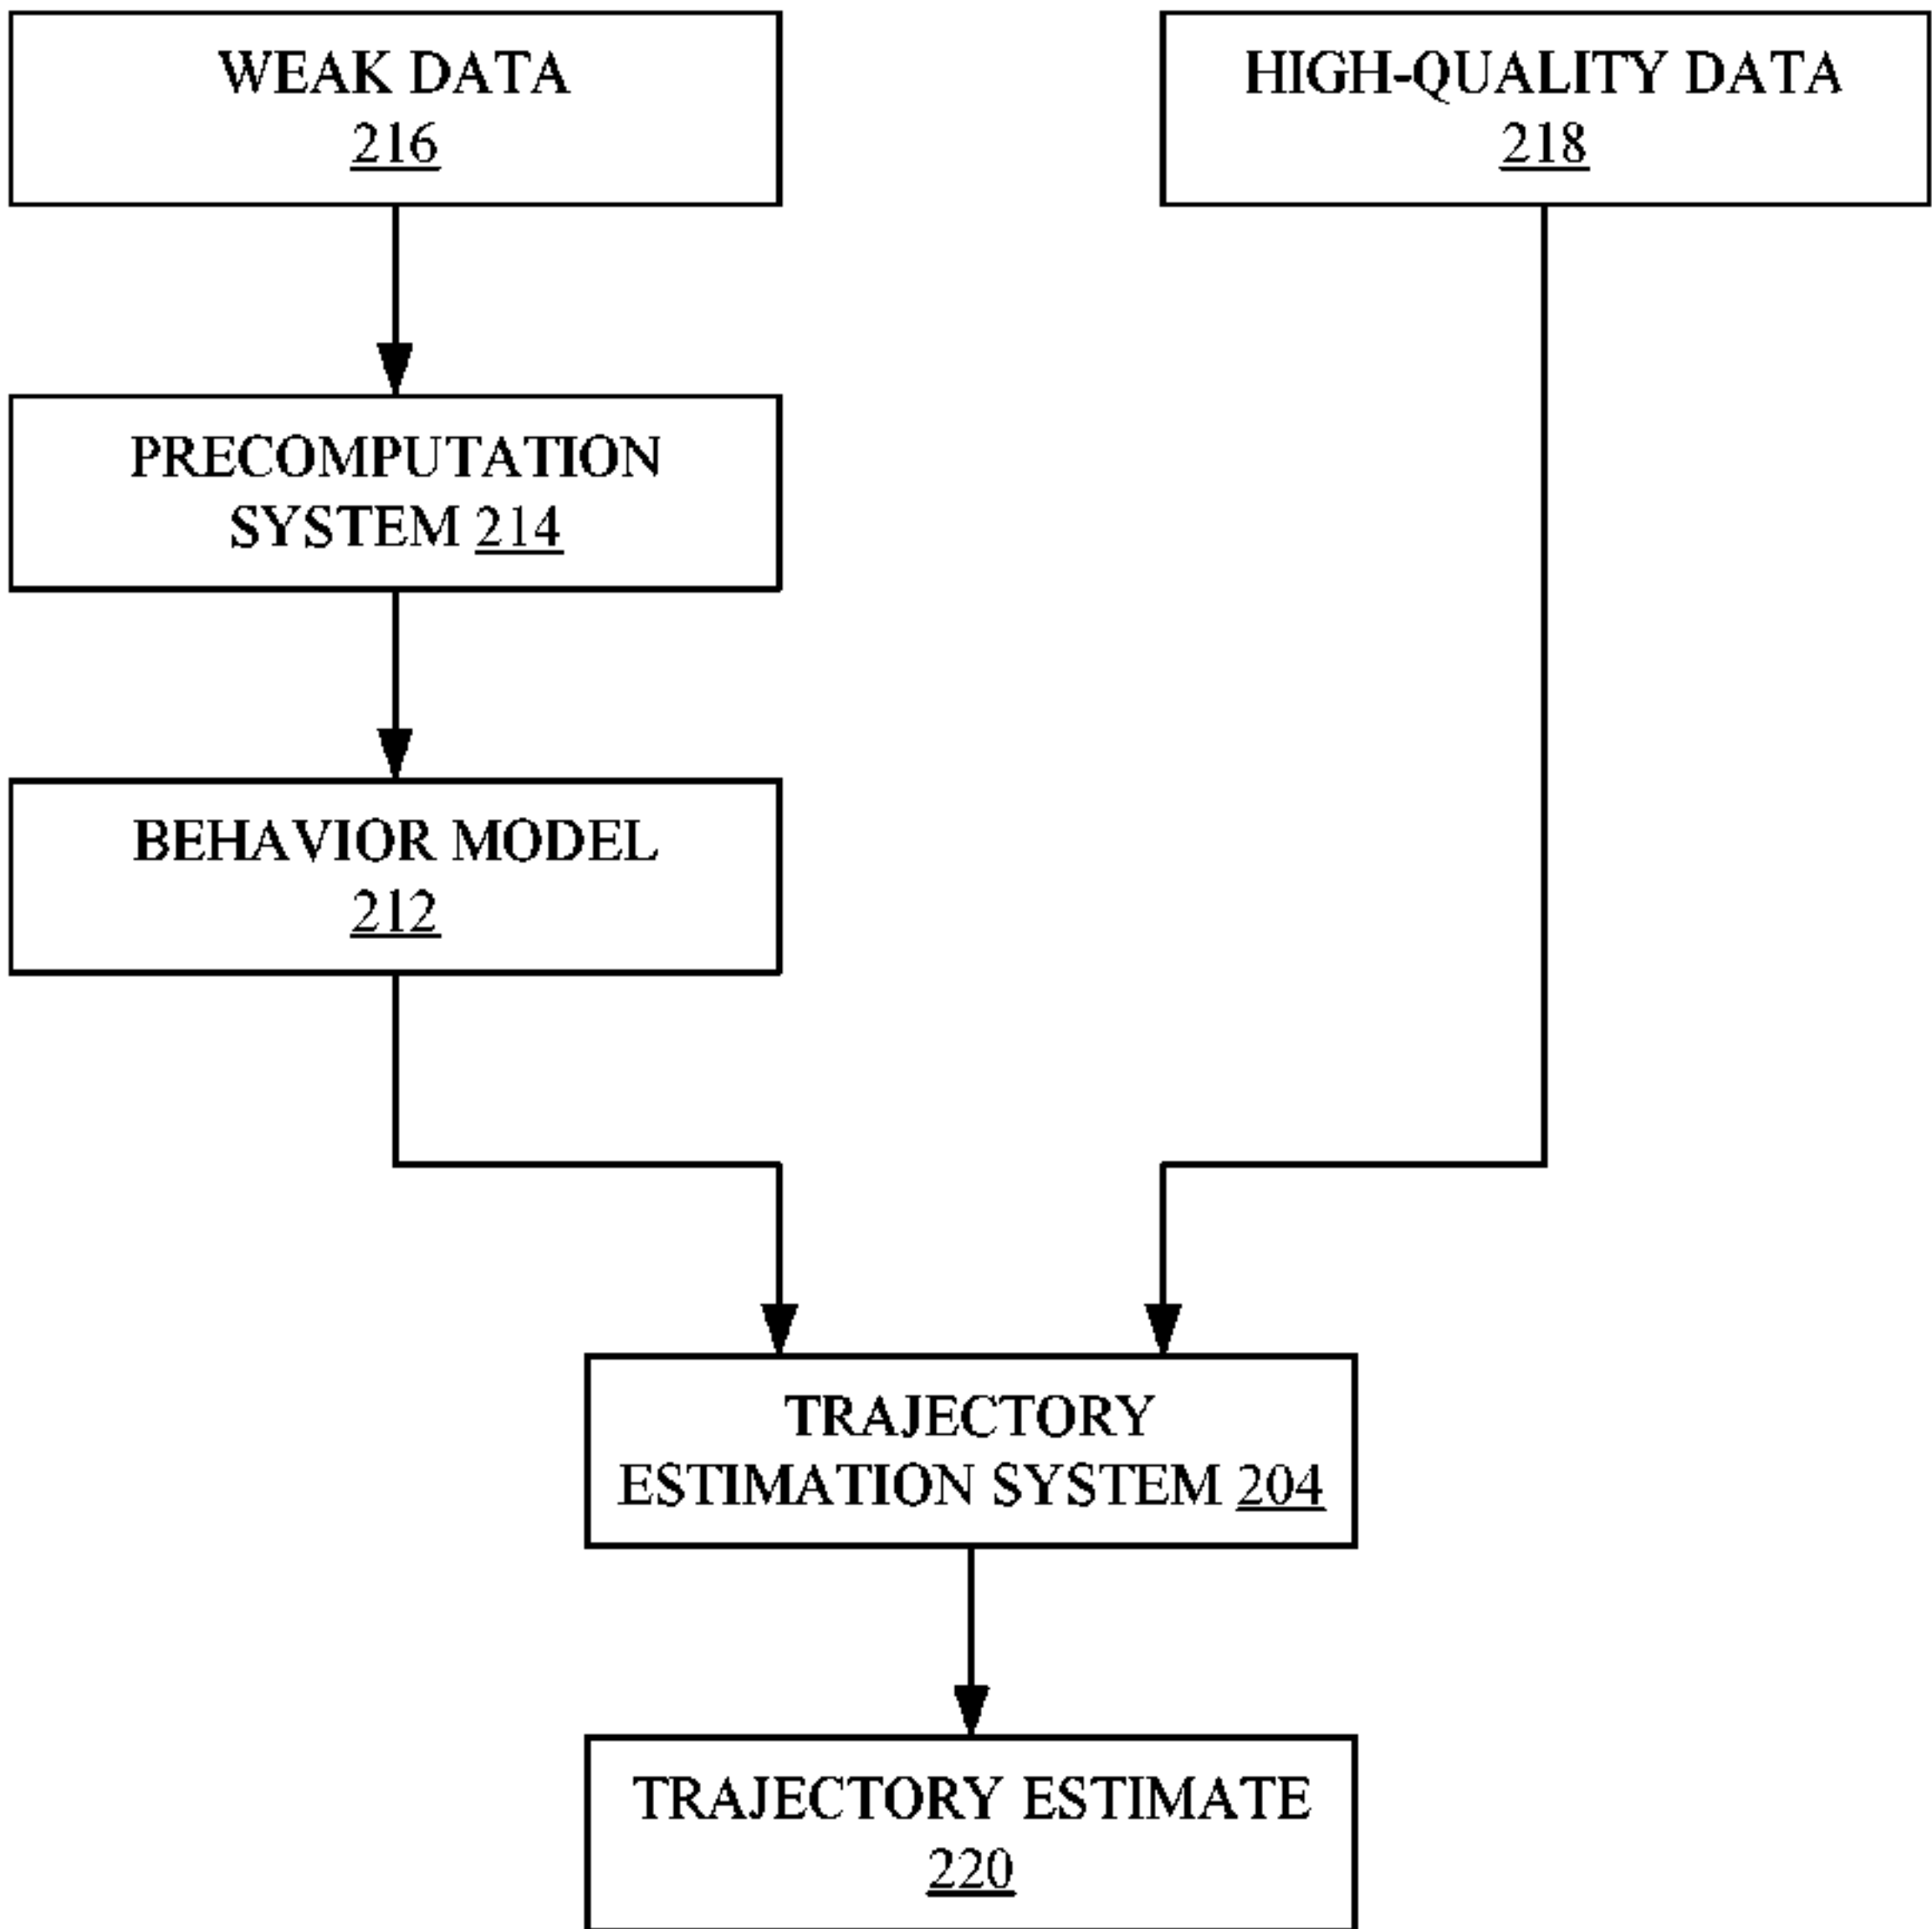 WEAK DATA
216
HIGH-QUALITY DATA
218
PRECOMPUTATION
SYSTEM 214
BEHAVIOR MODEL
212
TRAJECTORY
ESTIMATION SYSTEM 204
TRAJECTORY ESTIMATE
220